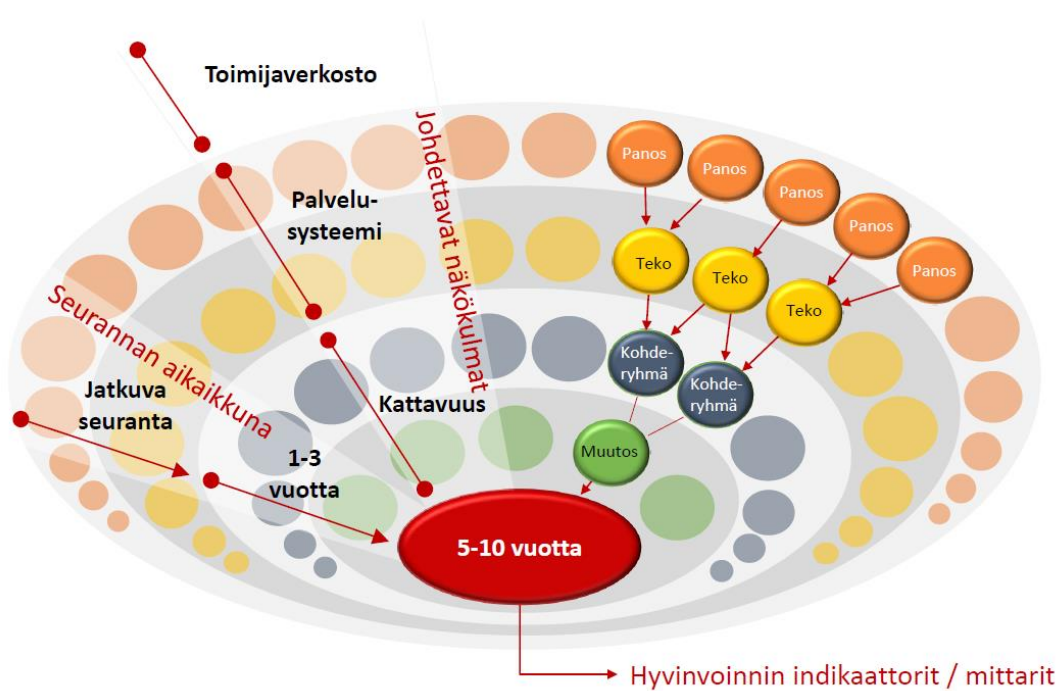 Toimijaverkosto
Johdettavat näkökulmat
Panos
Panos
Panos
Panos
Panos
Palvelu-
systeemi
Teko
Teko
Teko
Seurannan aikaikkuna
Jatkuva
seuranta
Kattavuus
Kohde-
ryhmä
Kohde-
ryhmä
1-3
vuotta
Muutos
5-10 vuotta
Hyvinvoinnin indikaattorit / mittarit